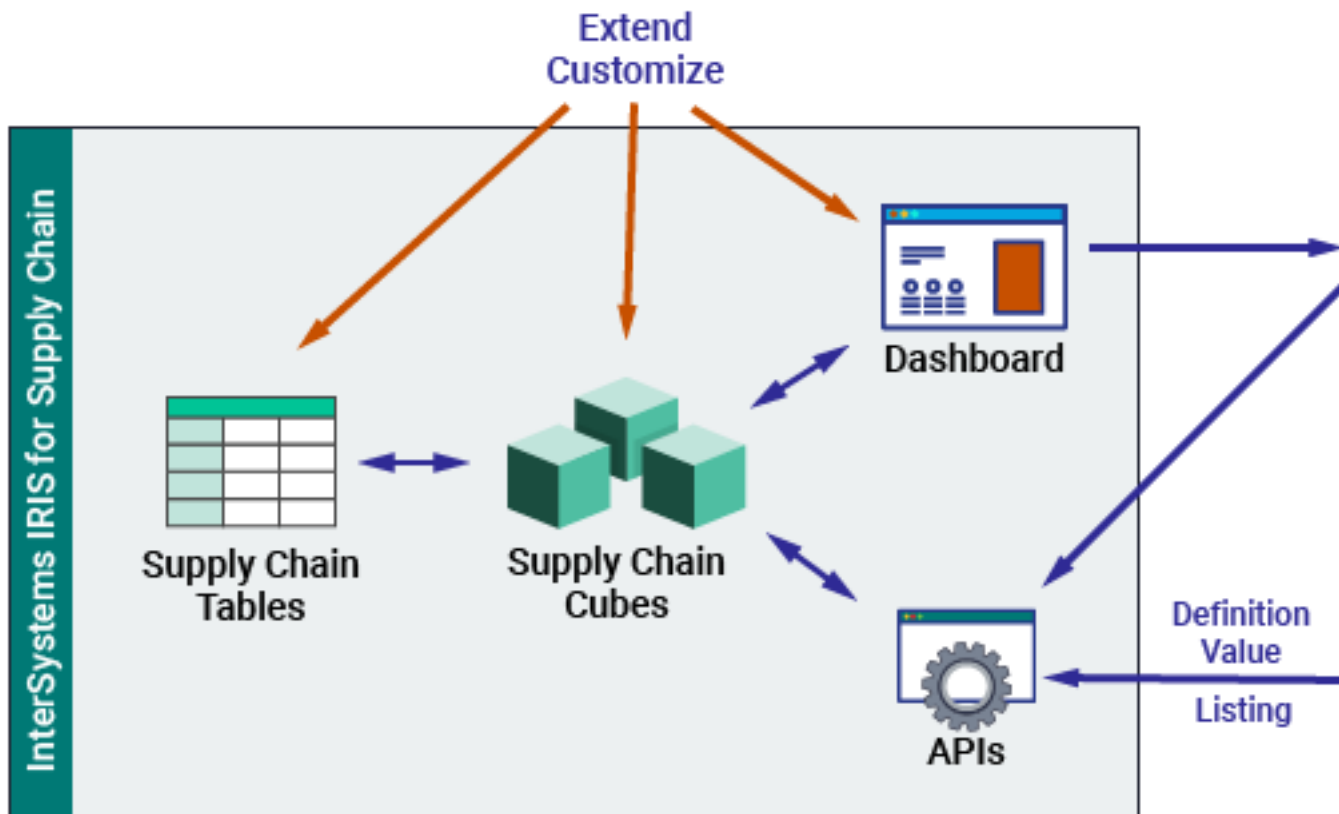 Extend
Customize
InterSystems IRIS for Supply Chain
Dashboard
Supply Chain
Tables
Supply Chain
Cubes
Definition
Value
Listing
APIs